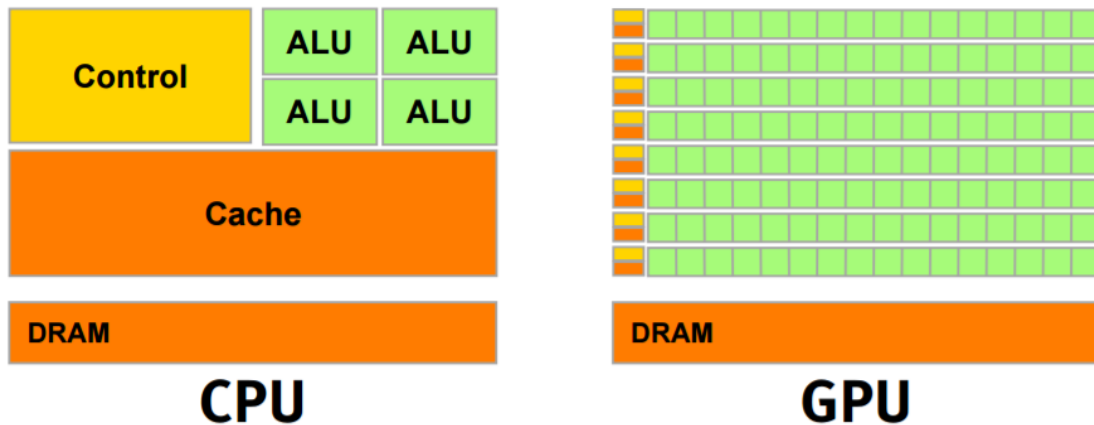 Control
ALU ALU
ALU ALU
Cache
DRAM
CPU
DRAM
GPU